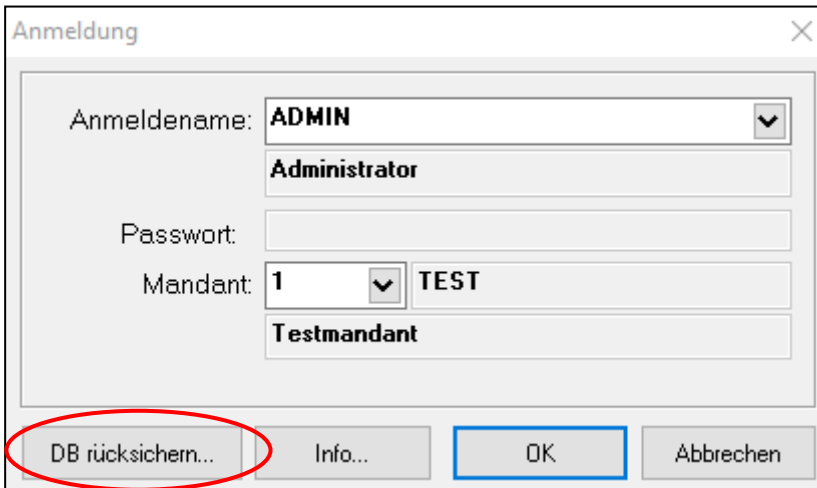 Anmeldung
Anmeldename: ADMIN
Administrator
Passwort:
Mandant: 1 TEST
Testmandant
DB rücksichern... Info... OK Abbrechen